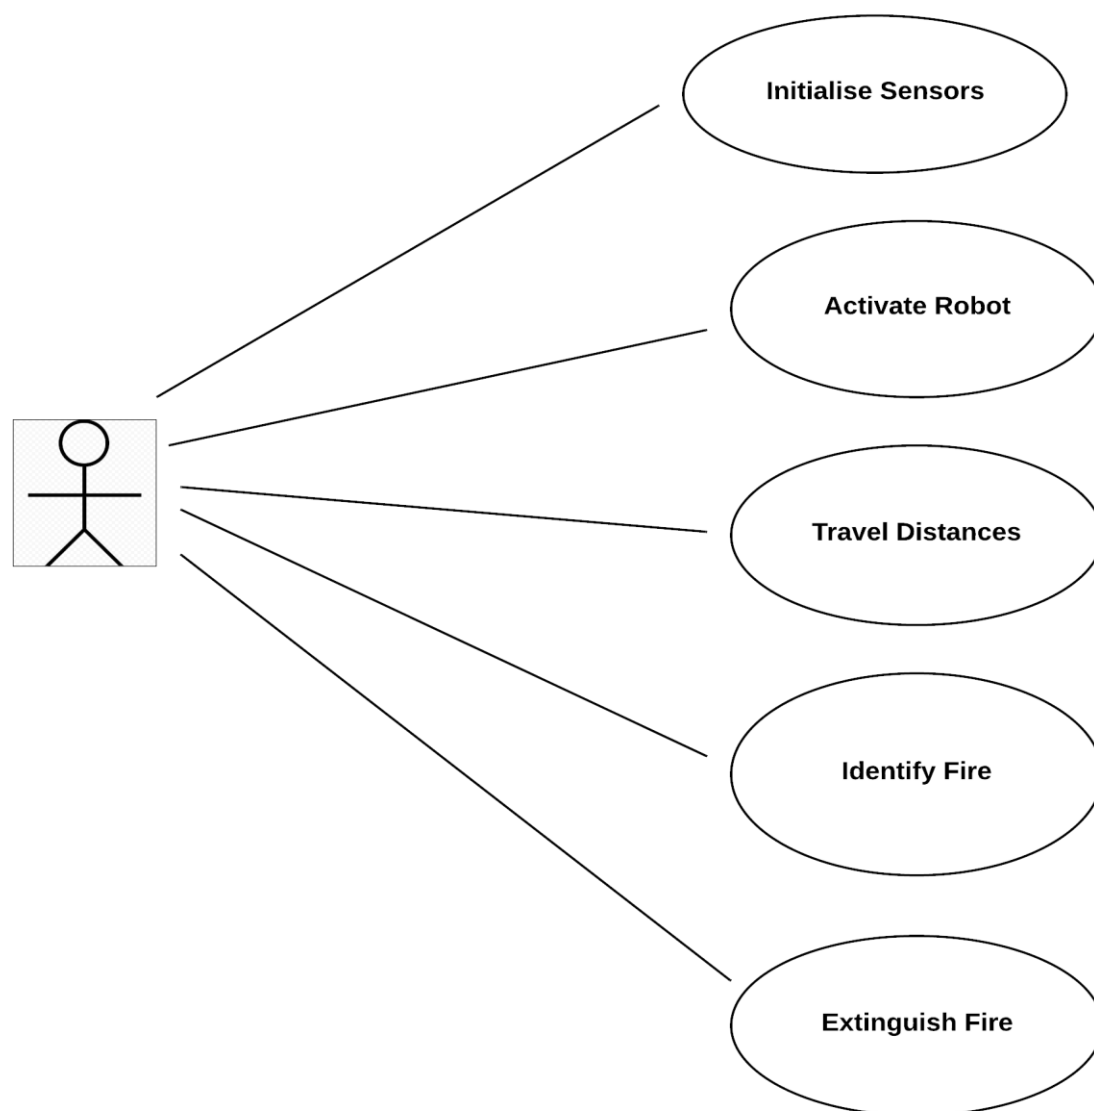 Initialise Sensors
Activate Robot
Travel Distances
Identify Fire
Extinguish Fire